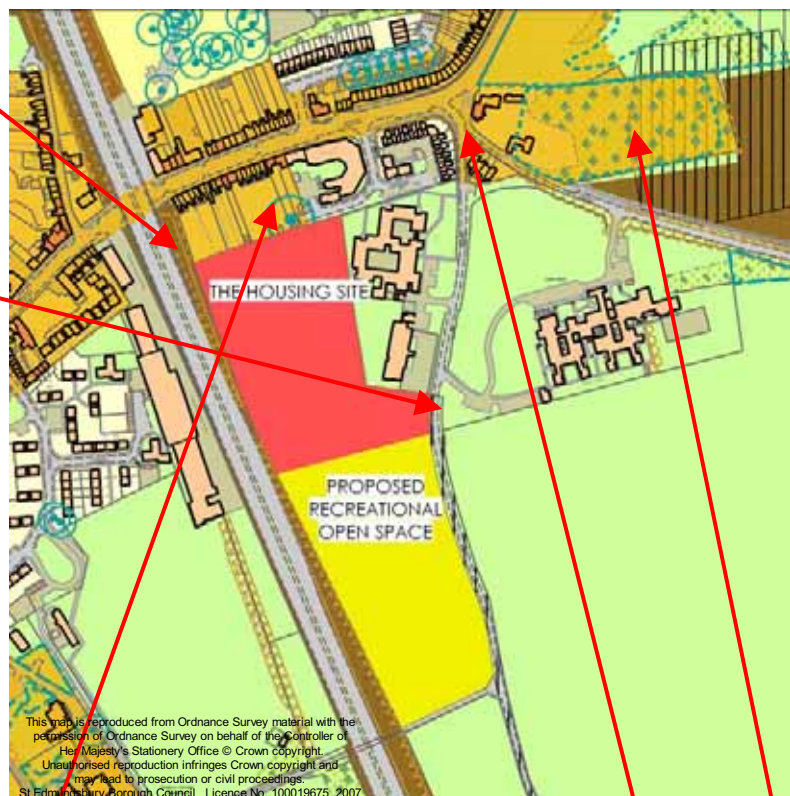 THE HOUSING SITE
PROPOSED
RECREATIONAL
OPEN SPACE
This map is reproduced from Ordnance Survey material with the
permission of Ordnance Survey on behalf of the Controller of
Her Majesty's Stationery Office © Crown copyright.
Unauthorised reproduction infringes Crown copyright and
may lead to prosecution or civil proceedings.
St Edmundsbury Borough Council Licence No. 100019675 2007